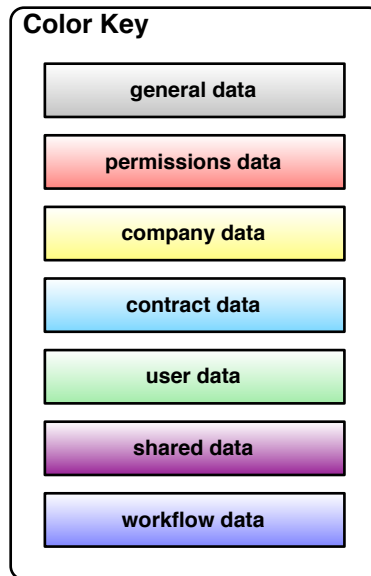 Color Key
general data
permissions data
company data
contract data
user data
shared data
workflow data